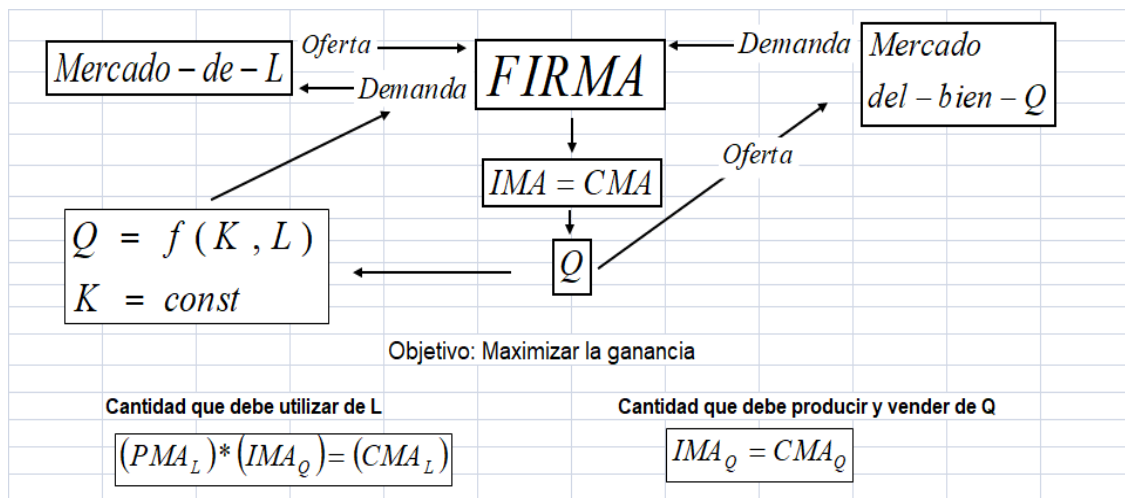 Mercado – de – L
Oferta
Demanda
FIRMA
Demanda
Mercado
del – bien – Q
Oferta
IMA = CMA
Q
Q = f ( K , L )
K = const
Objetivo: Maximizar la ganancia
Cantidad que debe utilizar de L
(PMA_L)*(IMA_Q)=(CMA_L)
Cantidad que debe producir y vender de Q
IMA_Q = CMA_Q